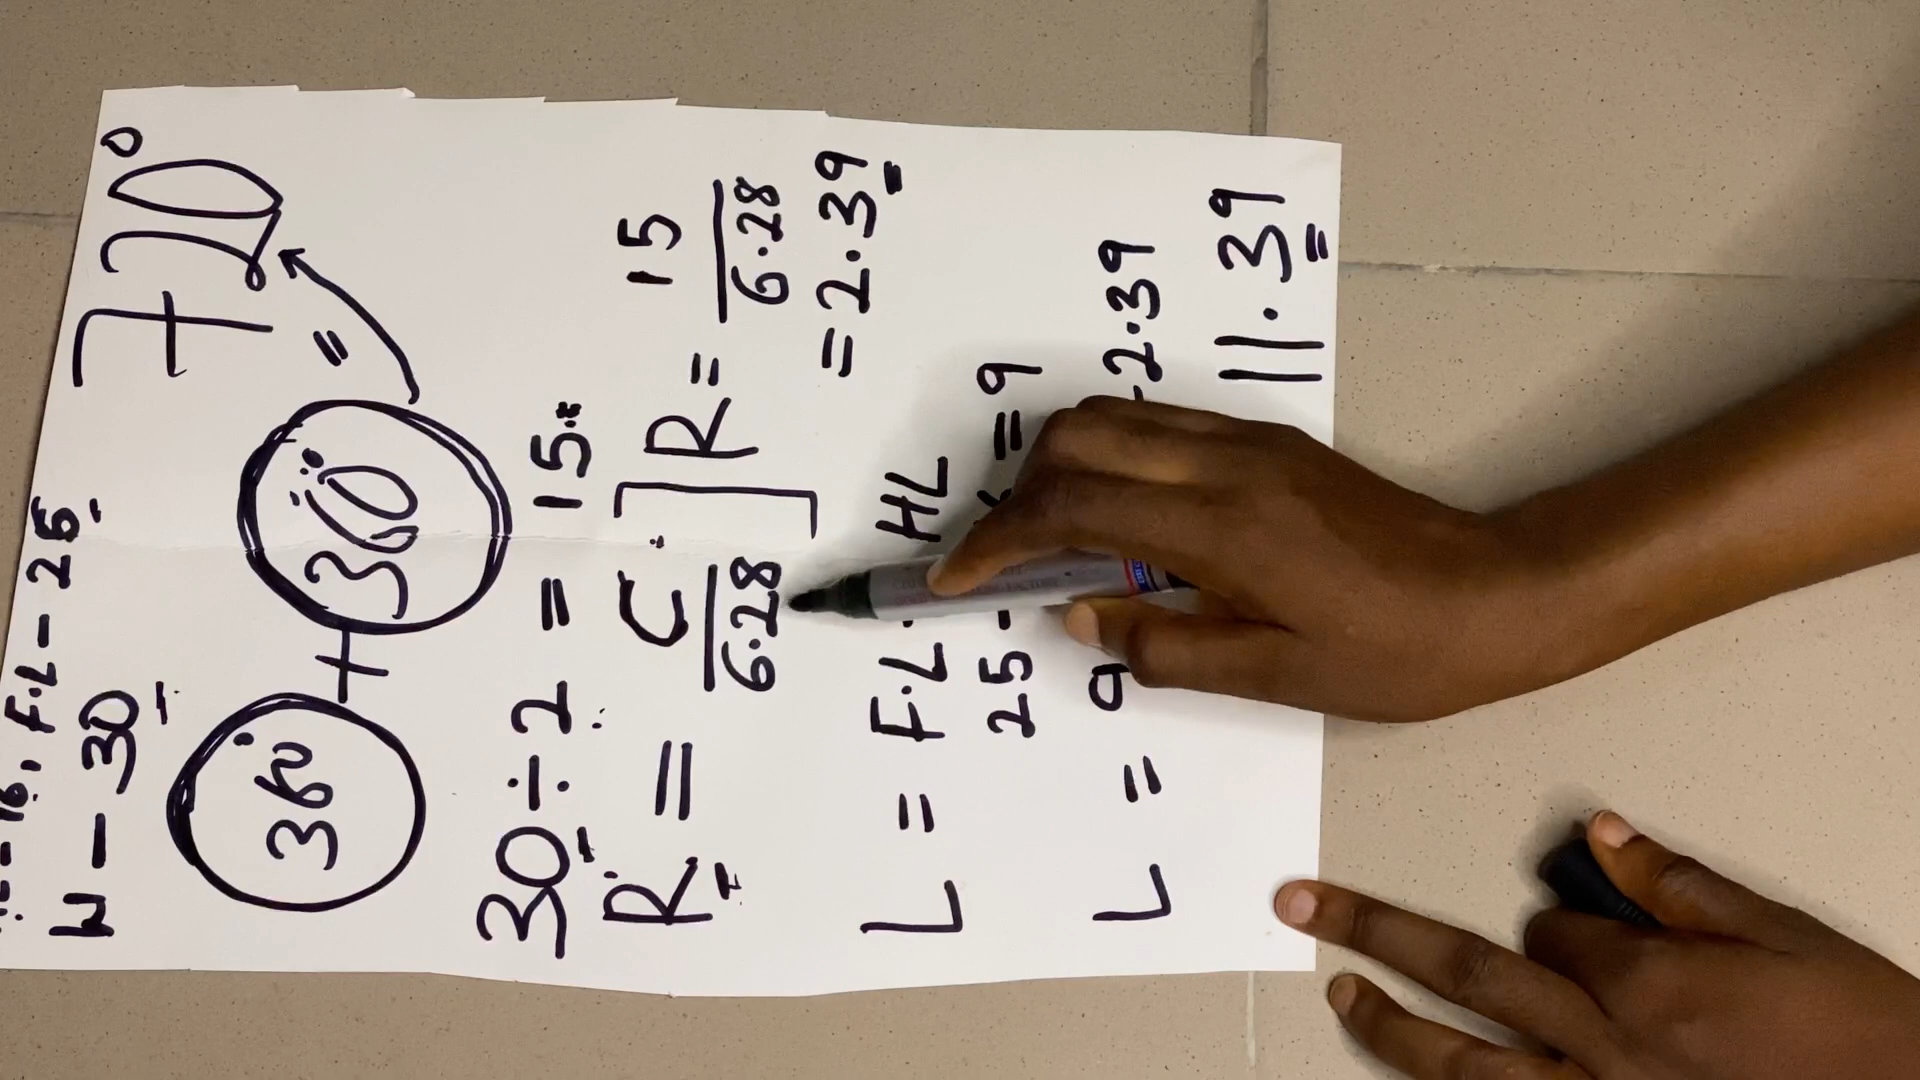 16, F.L - 25
W - 30
720°
360° + 360° =
30 ÷ 2 = 15
R = C / 6.28 ] R = 15 / 6.28
= 2.39
L = F.L - HL
25 - = 9
L = 9 2.39
11.39